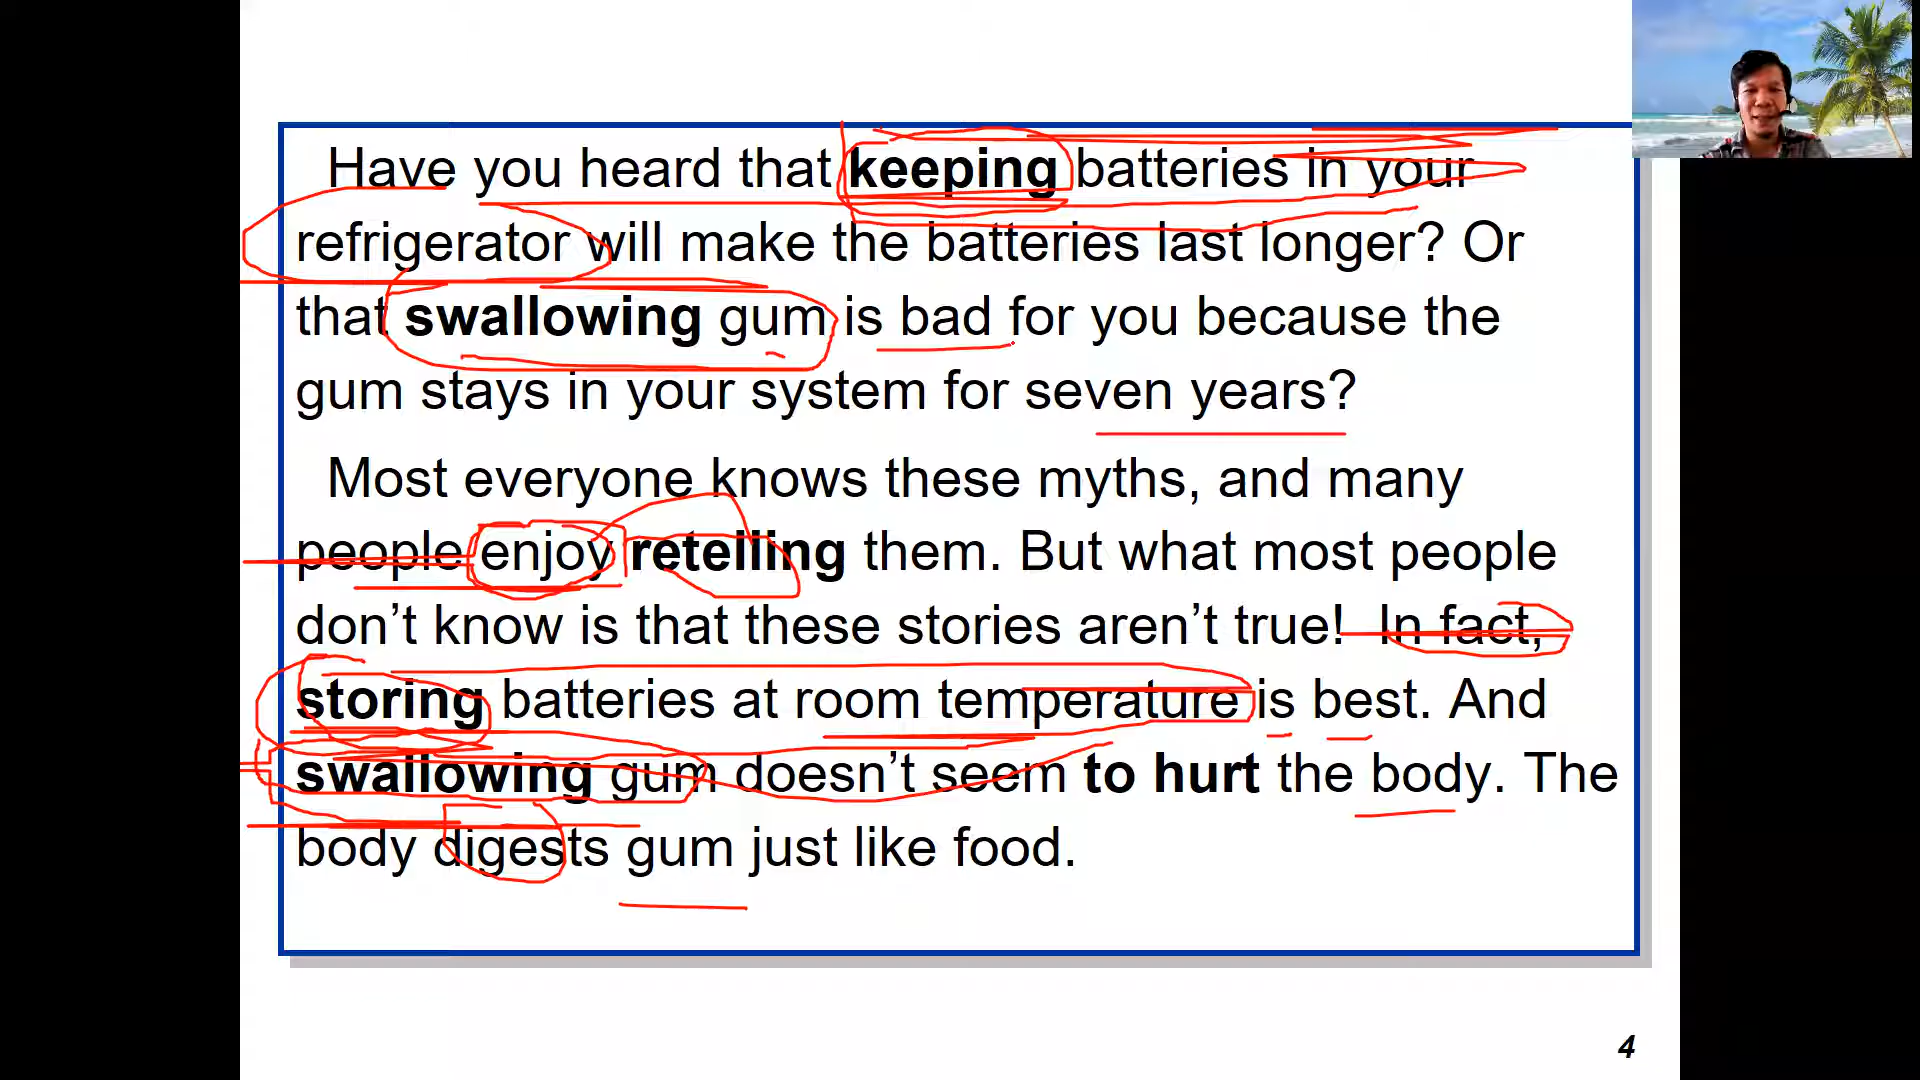 Have you heard that keeping batteries in your
refrigerator will make the batteries last longer? Or
that swallowing gum is bad for you because the
gum stays in your system for seven years?
Most everyone knows these myths, and many
people enjoy retelling them. But what most people
don’t know is that these stories aren’t true! In fact,
storing batteries at room temperature is best. And
swallowing gum doesn’t seem to hurt the body. The
body digests gum just like food.
4